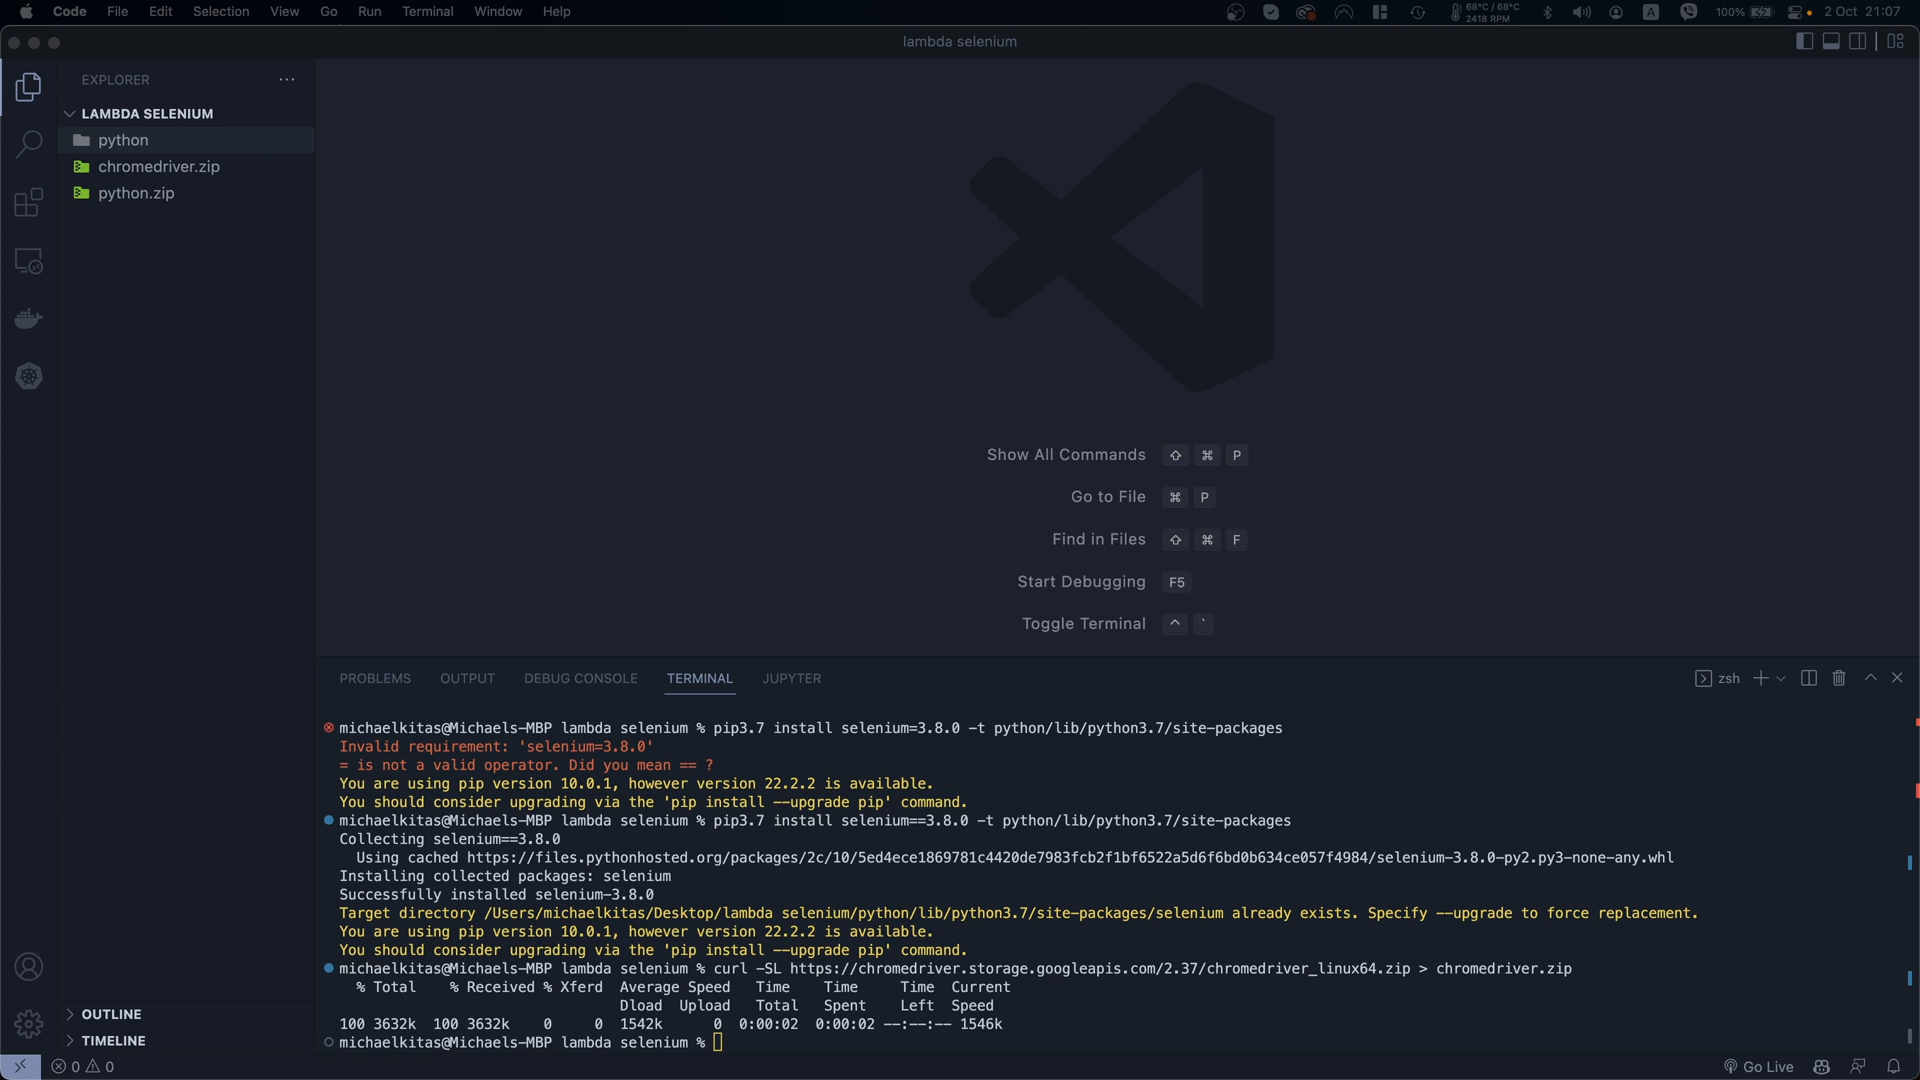 Code File Edit Selection View Go Run Terminal Window Help
68°C / 68°C
2418 RPM
A
100%
2 Oct 21:07
lambda selenium
EXPLORER
LAMBDA SELENIUM
python
chromedriver.zip
python.zip
Show All Commands ⇧ ⌘ P
Go to File ⌘ P
Find in Files ⇧ ⌘ F
Start Debugging F5
Toggle Terminal ^ `
PROBLEMS OUTPUT DEBUG CONSOLE TERMINAL JUPYTER
zsh
michaelkitas@Michaels-MBP lambda selenium % pip3.7 install selenium=3.8.0 -t python/lib/python3.7/site-packages
Invalid requirement: 'selenium=3.8.0'
= is not a valid operator. Did you mean == ?
You are using pip version 10.0.1, however version 22.2.2 is available.
You should consider upgrading via the 'pip install --upgrade pip' command.
michaelkitas@Michaels-MBP lambda selenium % pip3.7 install selenium==3.8.0 -t python/lib/python3.7/site-packages
Collecting selenium==3.8.0
Using cached https://files.pythonhosted.org/packages/2c/10/5ed4ece1869781c4420de7983fcb2f1bf6522a5d6f6bd0b634ce057f4984/selenium-3.8.0-py2.py3-none-any.whl
Installing collected packages: selenium
Successfully installed selenium-3.8.0
Target directory /Users/michaelkitas/Desktop/lambda selenium/python/lib/python3.7/site-packages/selenium already exists. Specify --upgrade to force replacement.
You are using pip version 10.0.1, however version 22.2.2 is available.
You should consider upgrading via the 'pip install --upgrade pip' command.
michaelkitas@Michaels-MBP lambda selenium % curl -SL https://chromedriver.storage.googleapis.com/2.37/chromedriver_linux64.zip > chromedriver.zip
% Total % Received % Xferd Average Speed Time Time Time Current
Dload Upload Total Spent Left Speed
100 3632k 100 3632k 0 0 1542k 0 0:00:02 0:00:02 --:--:-- 1546k
michaelkitas@Michaels-MBP lambda selenium %
OUTLINE
TIMELINE
0 0
Go Live